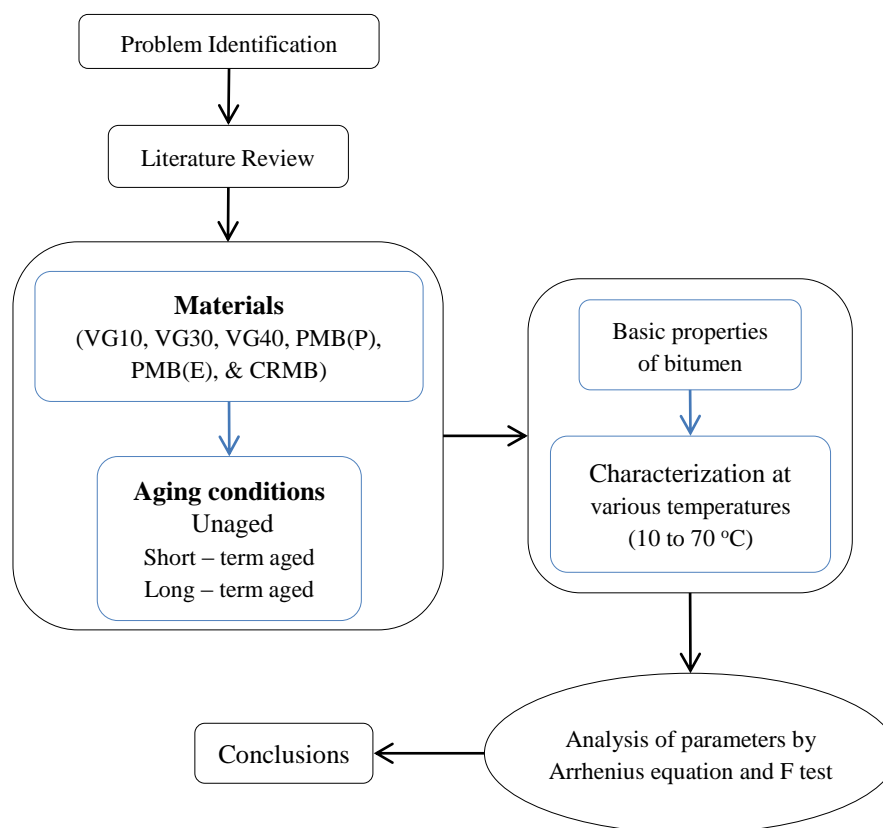 Problem Identification
Literature Review
Materials
(VG10, VG30, VG40, PMB(P),
PMB(E), & CRMB)
Aging conditions
Unaged
Short – term aged
Long – term aged
Basic properties
of bitumen
Characterization at
various temperatures
(10 to 70 °C)
Analysis of parameters by
Arrhenius equation and F test
Conclusions